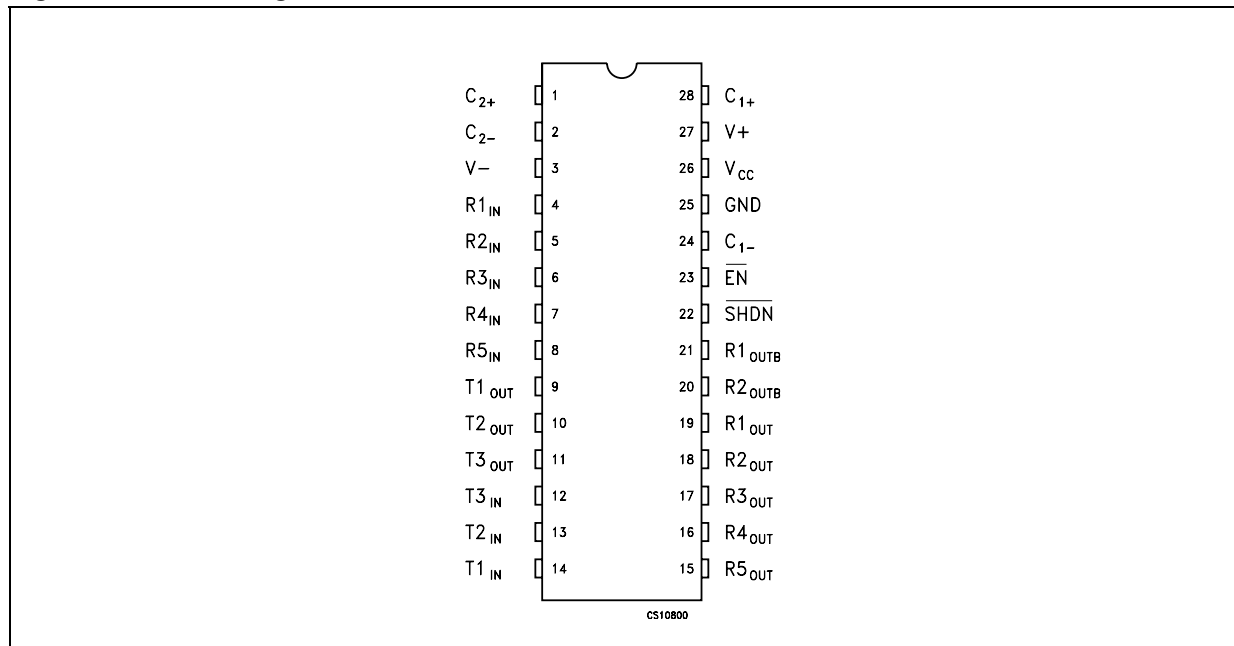 C2+ 1 28 C1+
C2− 2 27 V+
V− 3 26 VCC
R1IN 4 25 GND
R2IN 5 24 C1−
R3IN 6 23 EN
R4IN 7 22 SHDN
R5IN 8 21 R1OUTB
T1OUT 9 20 R2OUTB
T2OUT 10 19 R1OUT
T3OUT 11 18 R2OUT
T3IN 12 17 R3OUT
T2IN 13 16 R4OUT
T1IN 14 15 R5OUT
CS10800